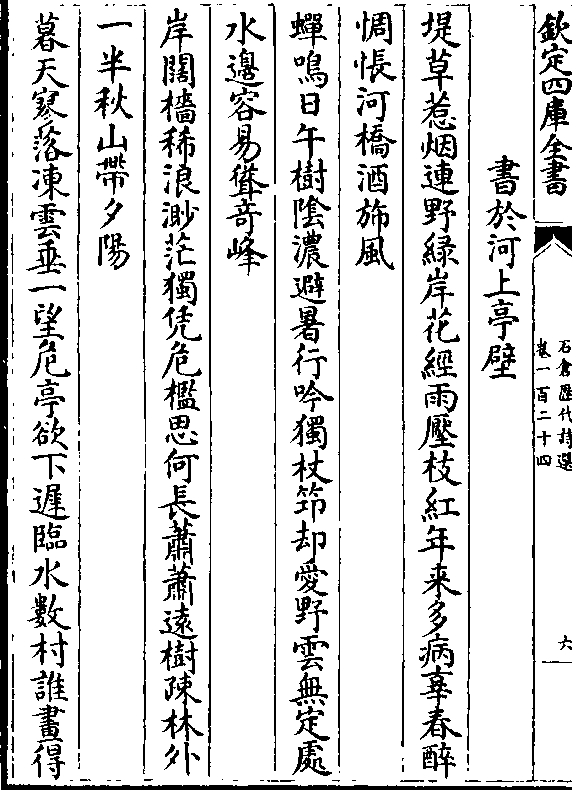 欽定四庫全書
石倉歷代詩選
卷一百二十四
六
書於河上亭壁
堤草惹烟連野緑岸花經雨壓枝紅年来多病辜春醉
惆悵河橋酒斾風
蟬鳴日午樹陰濃避暑行吟獨杖笻却愛野雲無定處
水邊容易聳竒峰
岸闊檣稀浪渺茫獨凭危檻思何長蕭蕭逺樹踈林外
一半秋山帶夕陽
暮天寒落凍雲垂一望危亭欲下遲臨水數村誰畫得